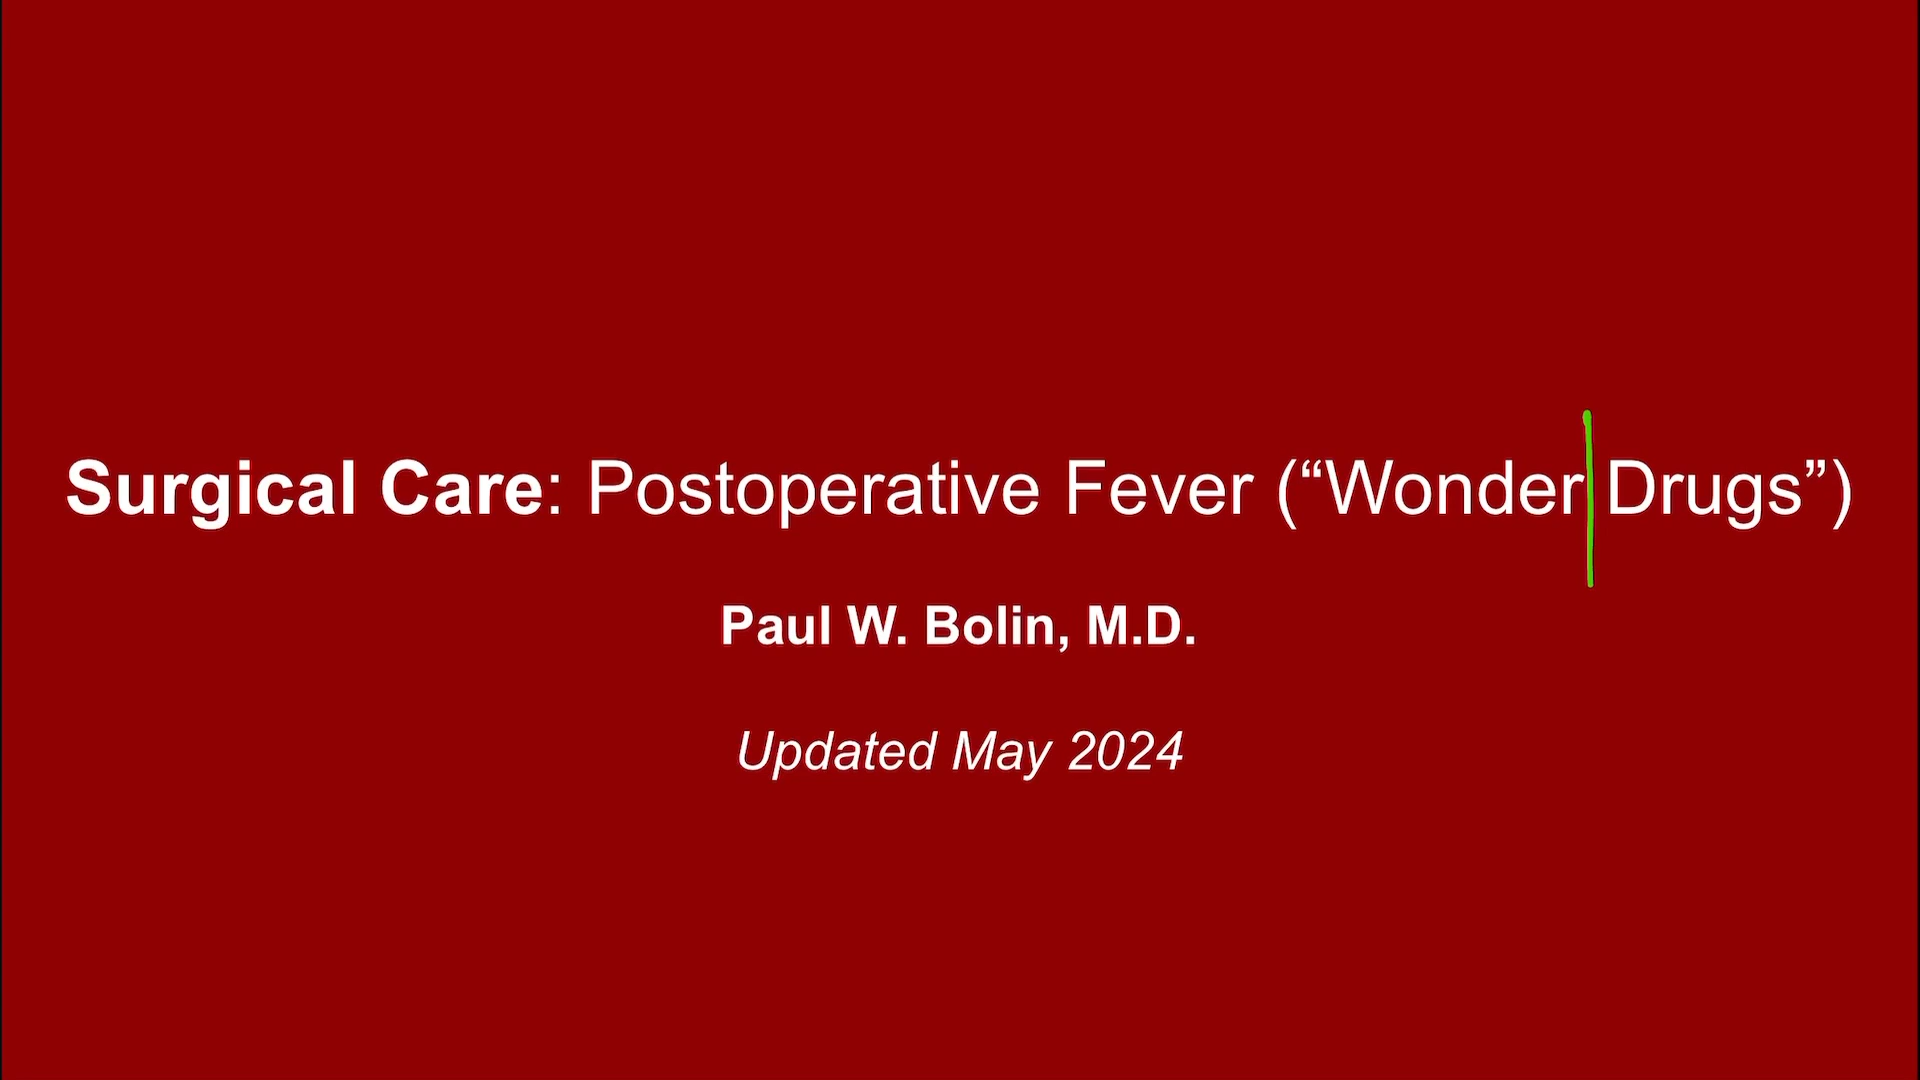 Surgical Care: Postoperative Fever (“Wonder Drugs”)
Paul W. Bolin, M.D.
Updated May 2024